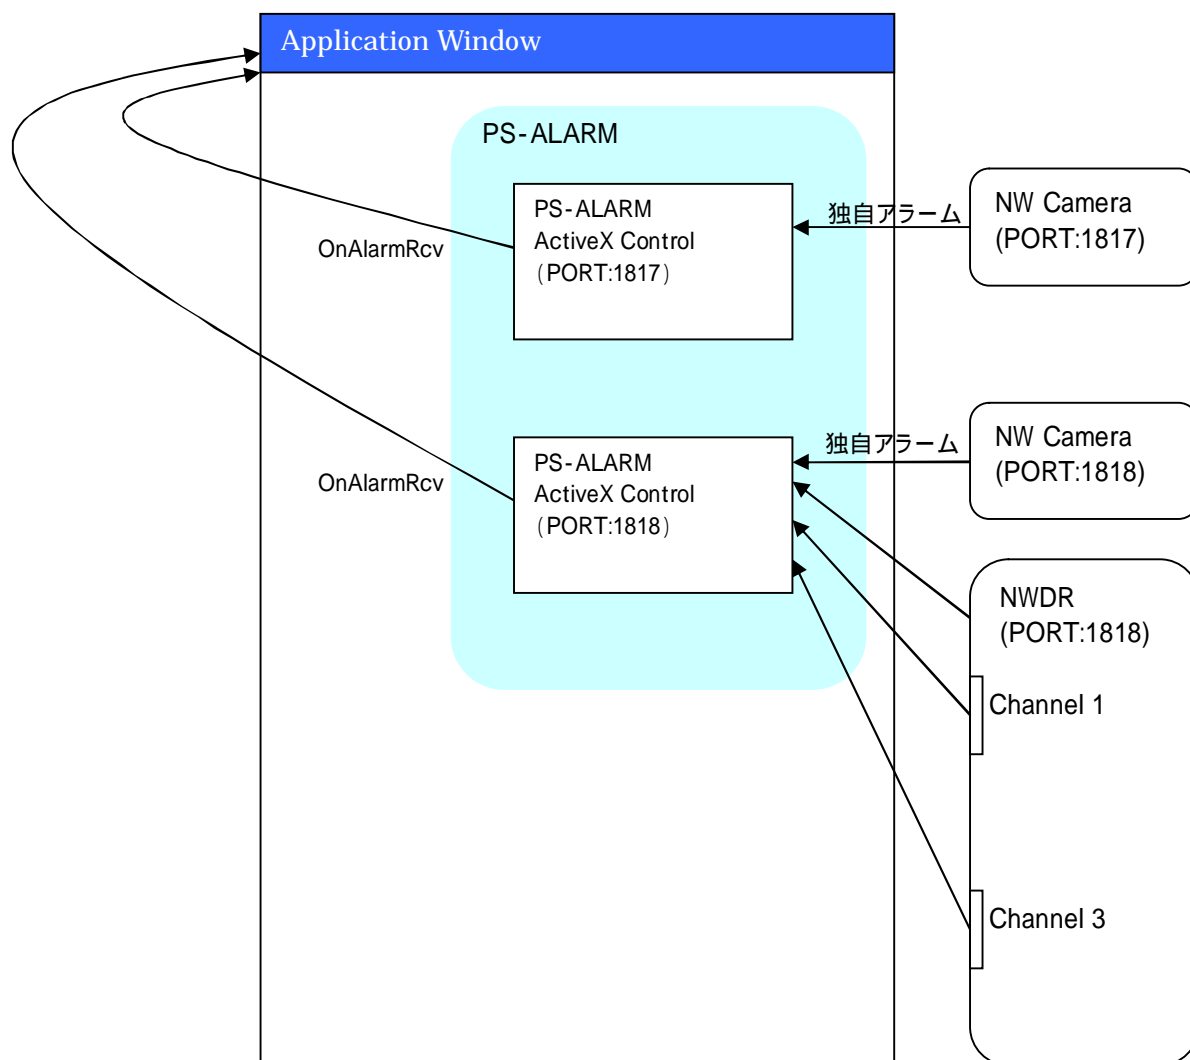 Application Window
PS-ALARM
PS-ALARM
ActiveX Control
(PORT:1817)
OnAlarmRcv
独自アラーム
NW Camera
(PORT:1817)
PS-ALARM
ActiveX Control
(PORT:1818)
OnAlarmRcv
独自アラーム
NW Camera
(PORT:1818)
NWDR
(PORT:1818)
Channel 1
Channel 3